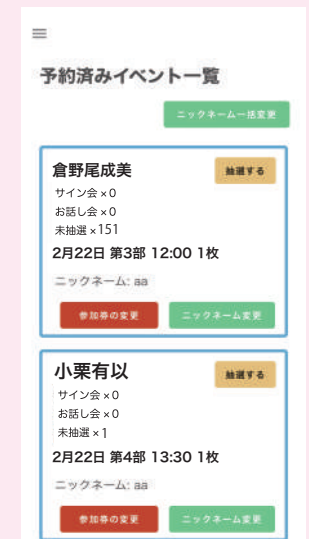 予約済みイベント一覧
ニックネーム一括変更
倉野尾成美
抽選する
サイン会×0
お話し会×0
未抽選×151
2月22日 第3部 12:00 1枚
ニックネーム: aa
参加券の変更
ニックネーム変更
小栗有以
抽選する
サイン会×0
お話し会×0
未抽選×1
2月22日 第4部 13:30 1枚
ニックネーム: aa
参加券の変更
ニックネーム変更